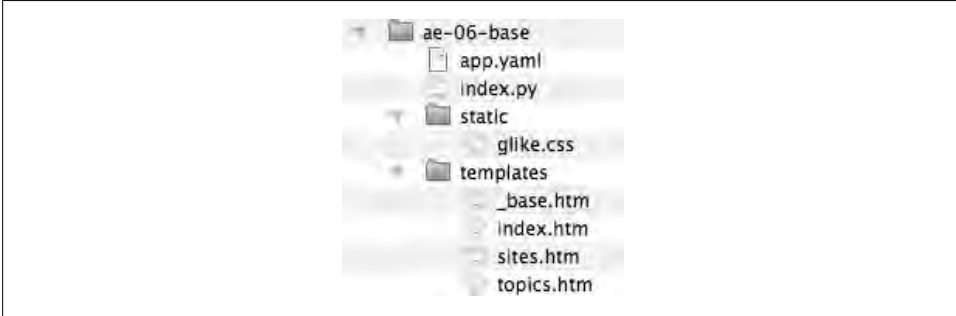 ae-06-base
app.yaml
index.py
static
glike.css
templates
_base.htm
index.htm
sites.htm
topics.htm